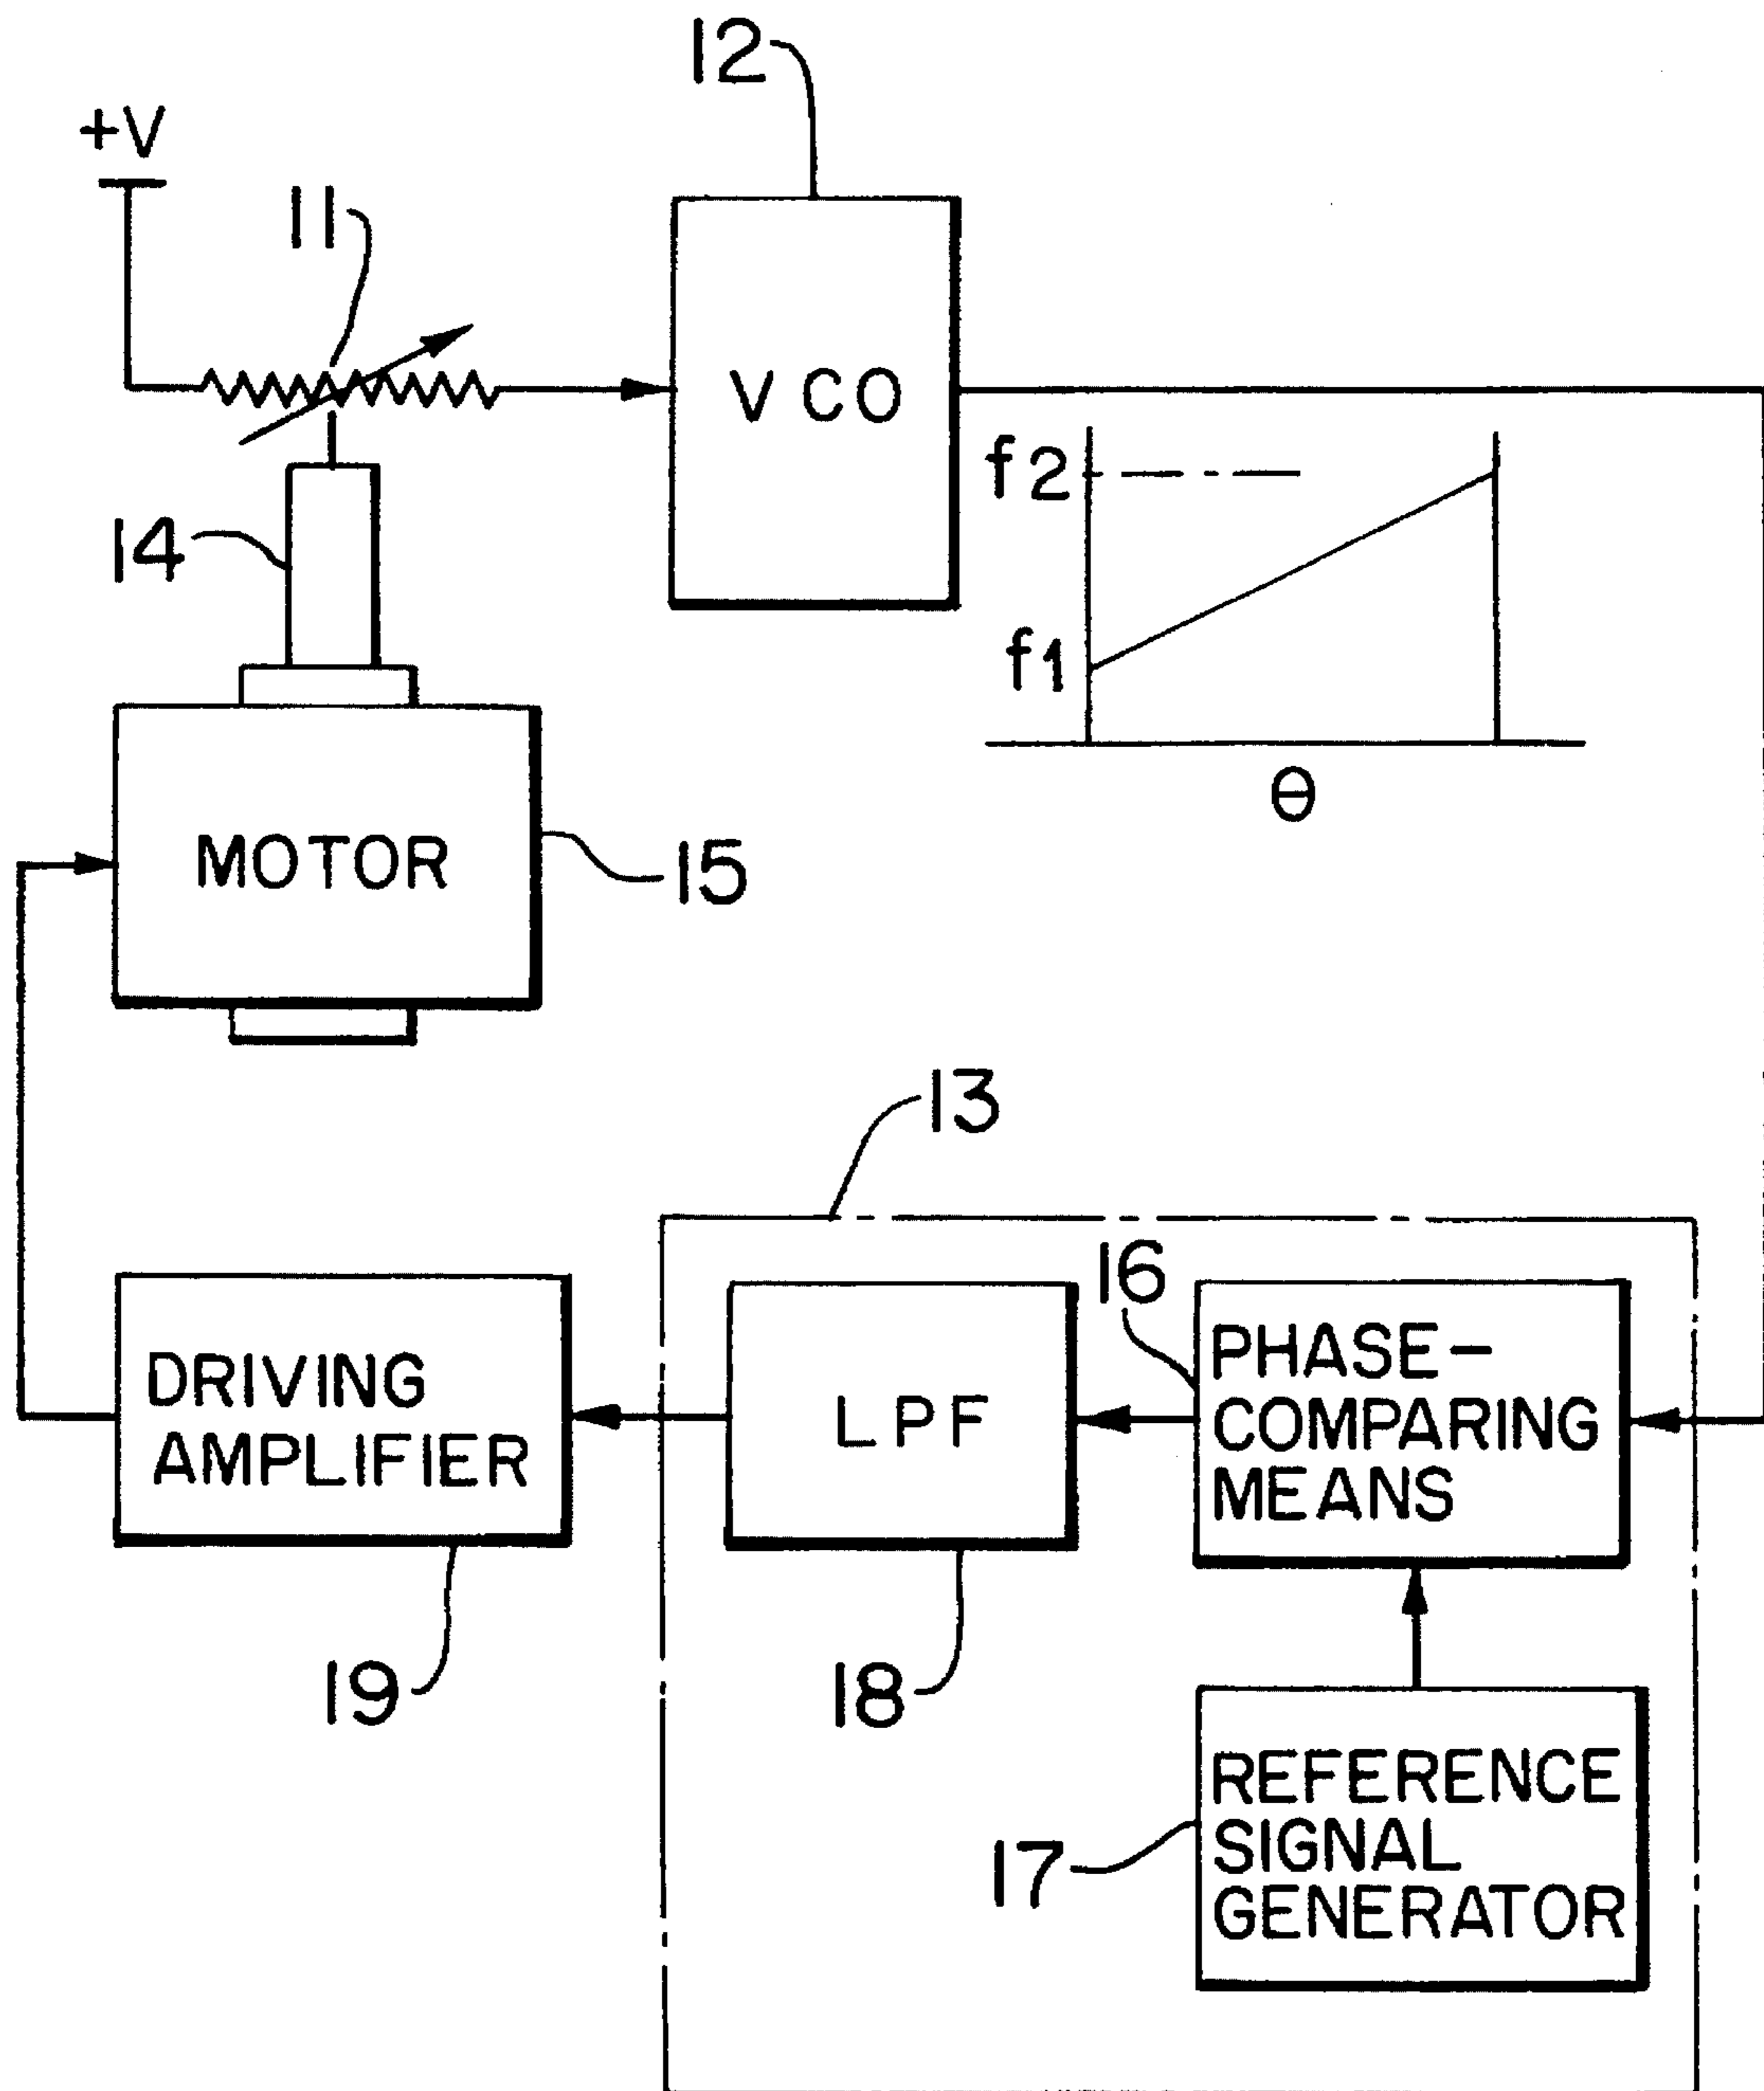 12
+V
11
VCO
f2
14
f1
θ
MOTOR
15
13
16
PHASE-
COMPARING
MEANS
DRIVING
AMPLIFIER
LPF
19
18
17
REFERENCE
SIGNAL
GENERATOR